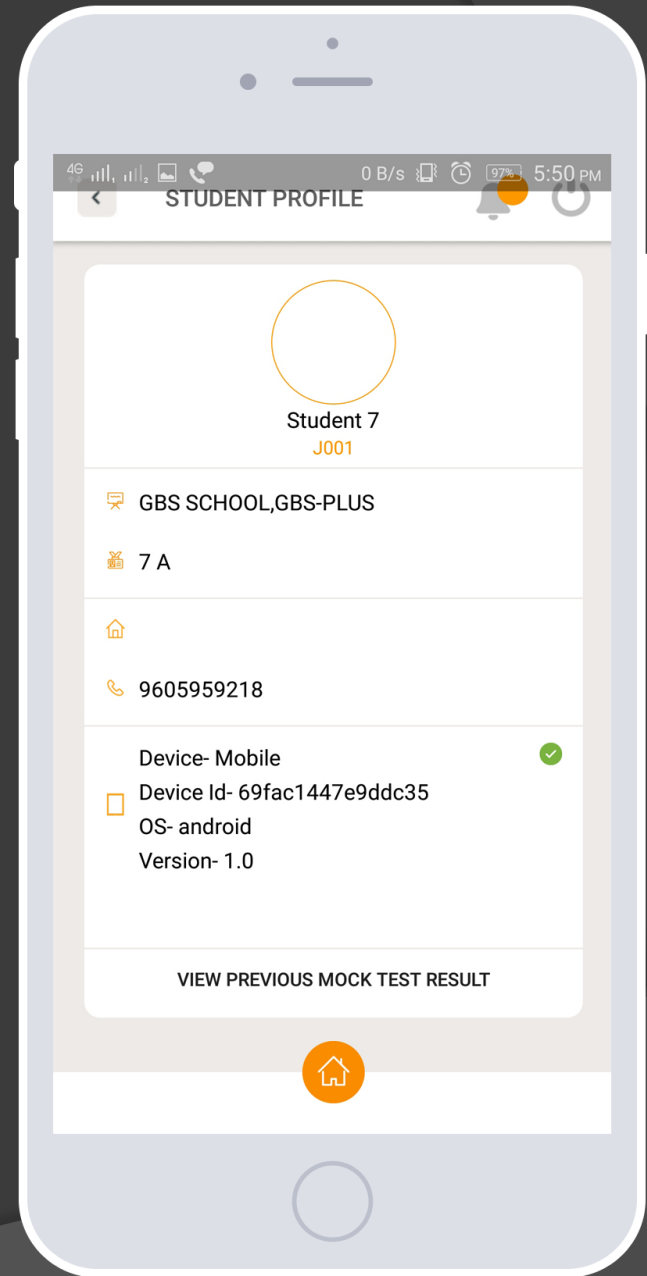 4G 0 B/s 97% 5:50 PM
STUDENT PROFILE
Student 7
J001
GBS SCHOOL,GBS-PLUS
7 A
9605959218
Device- Mobile
Device Id- 69fac1447e9ddc35
OS- android
Version- 1.0
VIEW PREVIOUS MOCK TEST RESULT